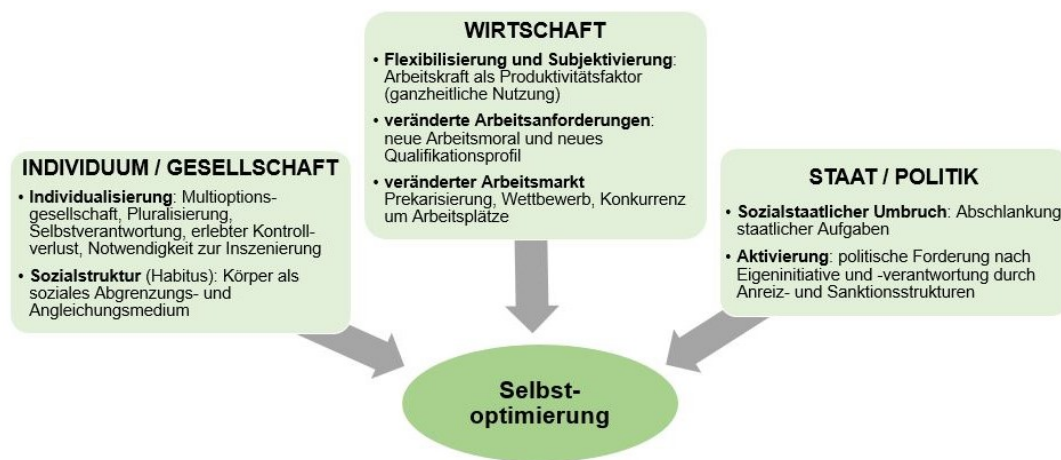 WIRTSCHAFT
• Flexibilisierung und Subjektivierung:
Arbeitskraft als Produktivitätsfaktor
(ganzheitliche Nutzung)
• veränderte Arbeitsanforderungen:
neue Arbeitsmoral und neues
Qualifikationsprofil
• veränderter Arbeitsmarkt
Prekarisierung, Wettbewerb, Konkurrenz
um Arbeitsplätze
INDIVIDUUM / GESELLSCHAFT
• Individualisierung: Multioptions-
gesellschaft, Pluralisierung,
Selbstverantwortung, erlebter Kontroll-
verlust, Notwendigkeit zur Inszenierung
• Sozialstruktur (Habitus): Körper als
soziales Abgrenzungs- und
Angleichungsmedium
STAAT / POLITIK
• Sozialstaatlicher Umbruch: Abschlankung
staatlicher Aufgaben
• Aktivierung: politische Forderung nach
Eigeninitiative und -verantwortung durch
Anreiz- und Sanktionsstrukturen
Selbst-
optimierung